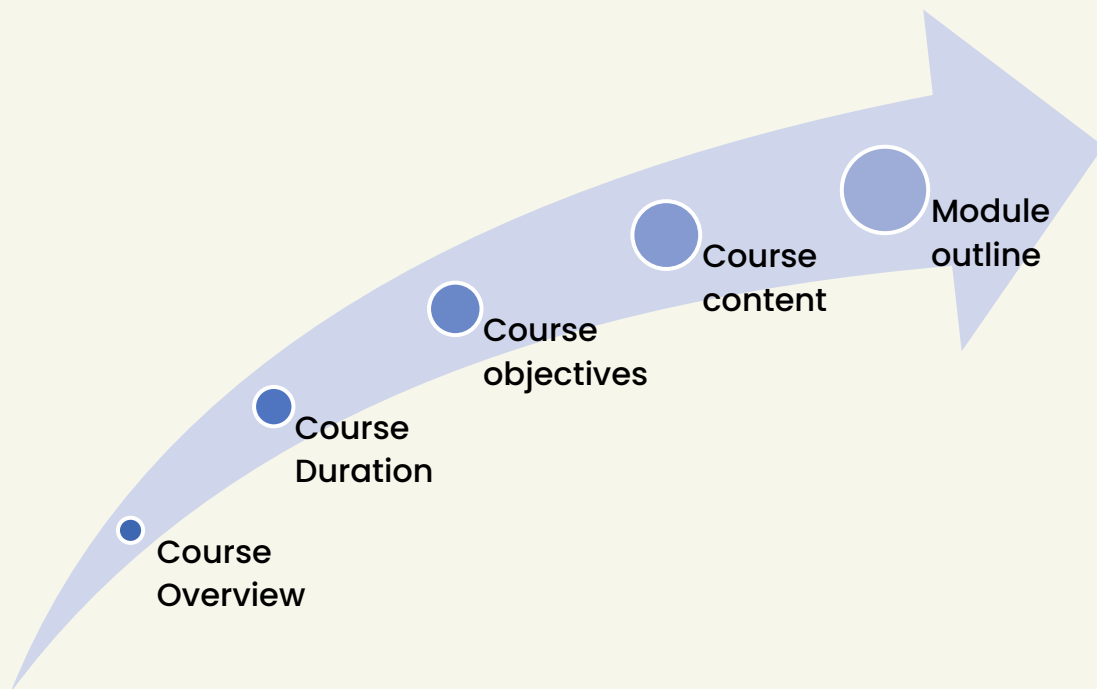 Course
Overview
Course
Duration
Course
objectives
Course
content
Module
outline